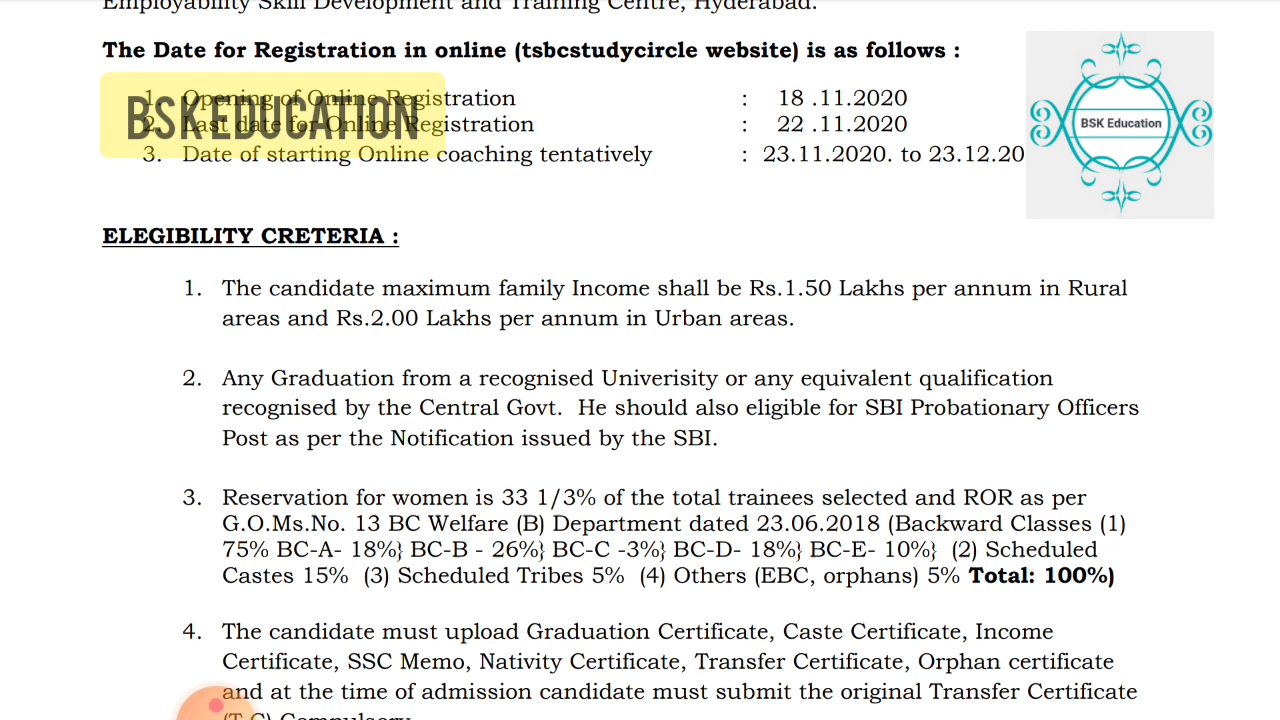 Employability Skill Development and Training Centre, Hyderabad.
The Date for Registration in online (tsbcstudycircle website) is as follows :
1. Opening of Online Registration : 18 .11.2020
2. Last date for Online Registration : 22 .11.2020
3. Date of starting Online coaching tentatively : 23.11.2020. to 23.12.20
BSKEDUCATION
BSK Education
ELEGIBILITY CRETERIA :
1. The candidate maximum family Income shall be Rs.1.50 Lakhs per annum in Rural
areas and Rs.2.00 Lakhs per annum in Urban areas.
2. Any Graduation from a recognised Univerisity or any equivalent qualification
recognised by the Central Govt. He should also eligible for SBI Probationary Officers
Post as per the Notification issued by the SBI.
3. Reservation for women is 33 1/3% of the total trainees selected and ROR as per
G.O.Ms.No. 13 BC Welfare (B) Department dated 23.06.2018 (Backward Classes (1)
75% BC-A- 18%} BC-B - 26%} BC-C -3%} BC-D- 18%} BC-E- 10%} (2) Scheduled
Castes 15% (3) Scheduled Tribes 5% (4) Others (EBC, orphans) 5% Total: 100%)
4. The candidate must upload Graduation Certificate, Caste Certificate, Income
Certificate, SSC Memo, Nativity Certificate, Transfer Certificate, Orphan certificate
and at the time of admission candidate must submit the original Transfer Certificate